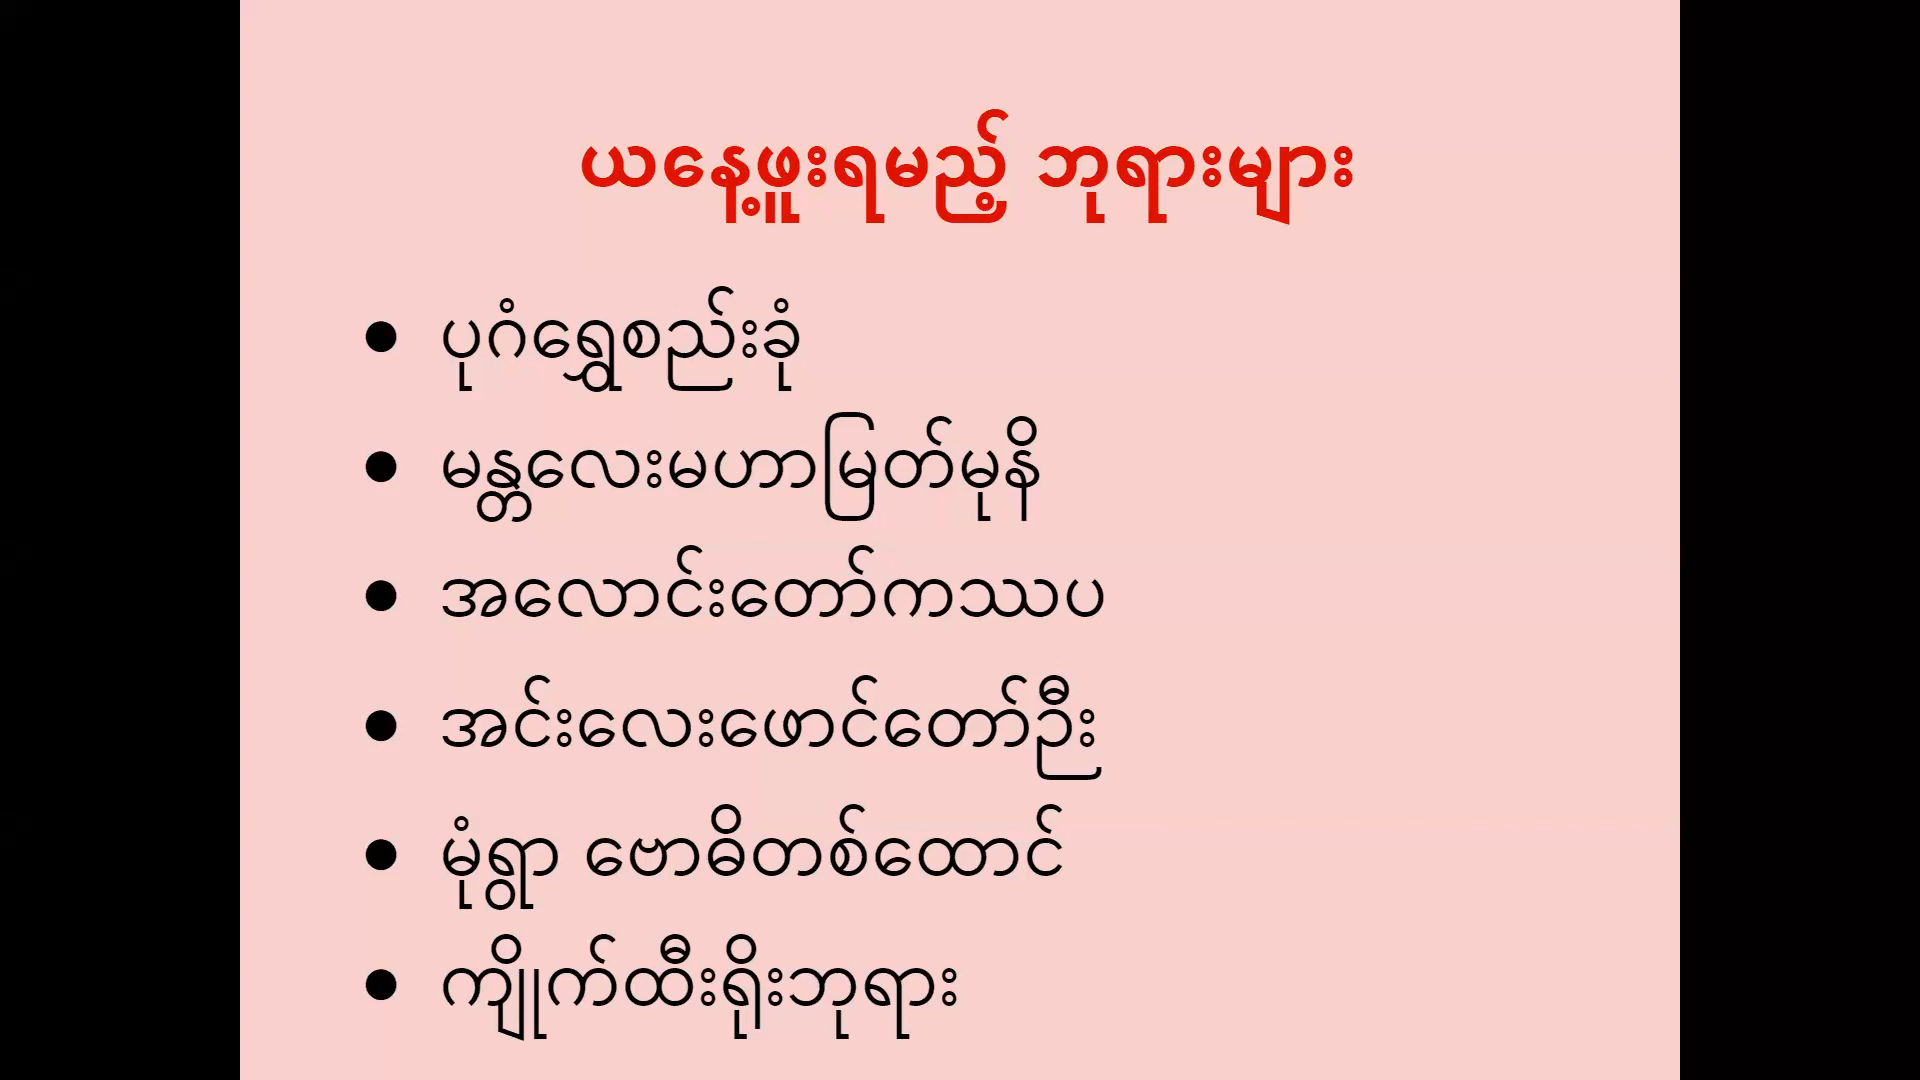 ယနေ့ဖူးရမည့် ဘုရားများ
● ပုဂံရွှေစည်းခုံ
● မန္တလေးမဟာမြတ်မုနိ
● အလောင်းတော်ကဿပ
● အင်းလေးဖောင်တော်ဦး
● မုံရွာ ဗောဓိတစ်ထောင်
● ကျိုက်ထီးရိုးဘုရား